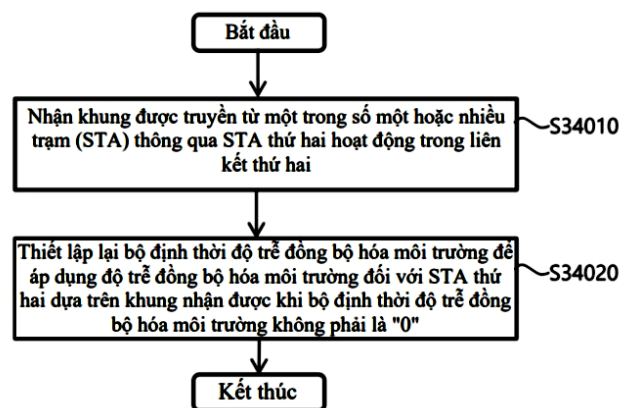 Bắt đầu
Nhận khung được truyền từ một trong số một hoặc nhiều
trạm (STA) thông qua STA thứ hai hoạt động trong liên
kết thứ hai
S34010
Thiết lập lại bộ định thời độ trễ đồng bộ hóa môi trường để
áp dụng độ trễ đồng bộ hóa môi trường đối với STA thứ
hai dựa trên khung nhận được khi bộ định thời độ trễ đồng
bộ hóa môi trường không phải là "0"
S34020
Kết thúc